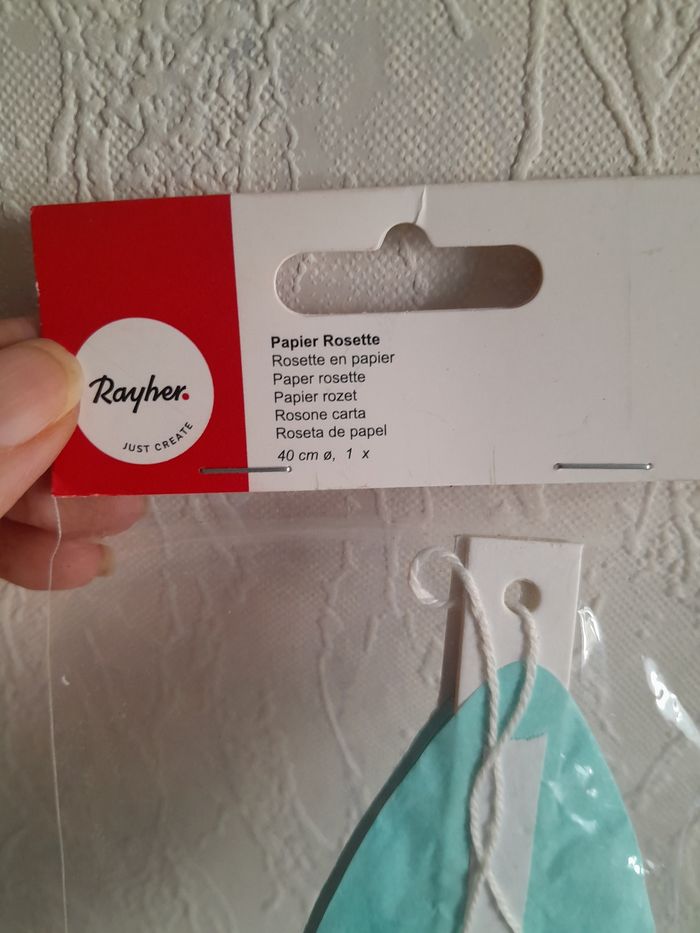 Rayher.
JUST CREATE
Papier Rosette
Rosette en papier
Paper rosette
Papier rozet
Rosone carta
Roseta de papel
40 cm ø, 1 x